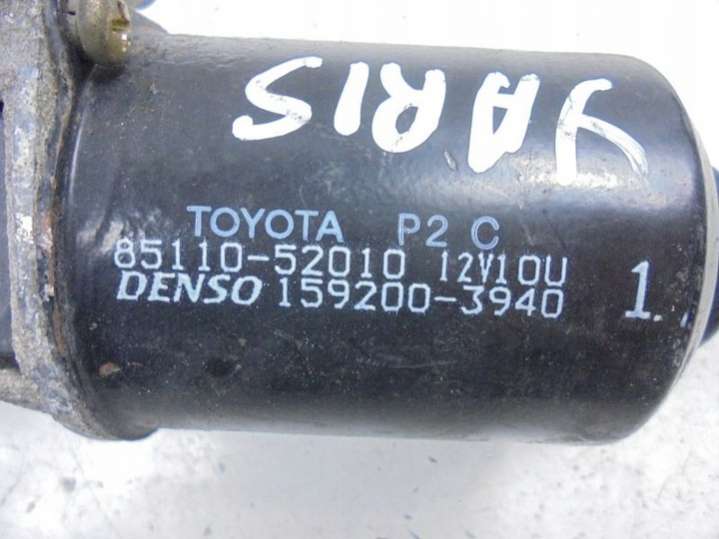 YARIS
TOYOTA P2 C
85110-52010 12V10U
DENSO 159200-3940 1.